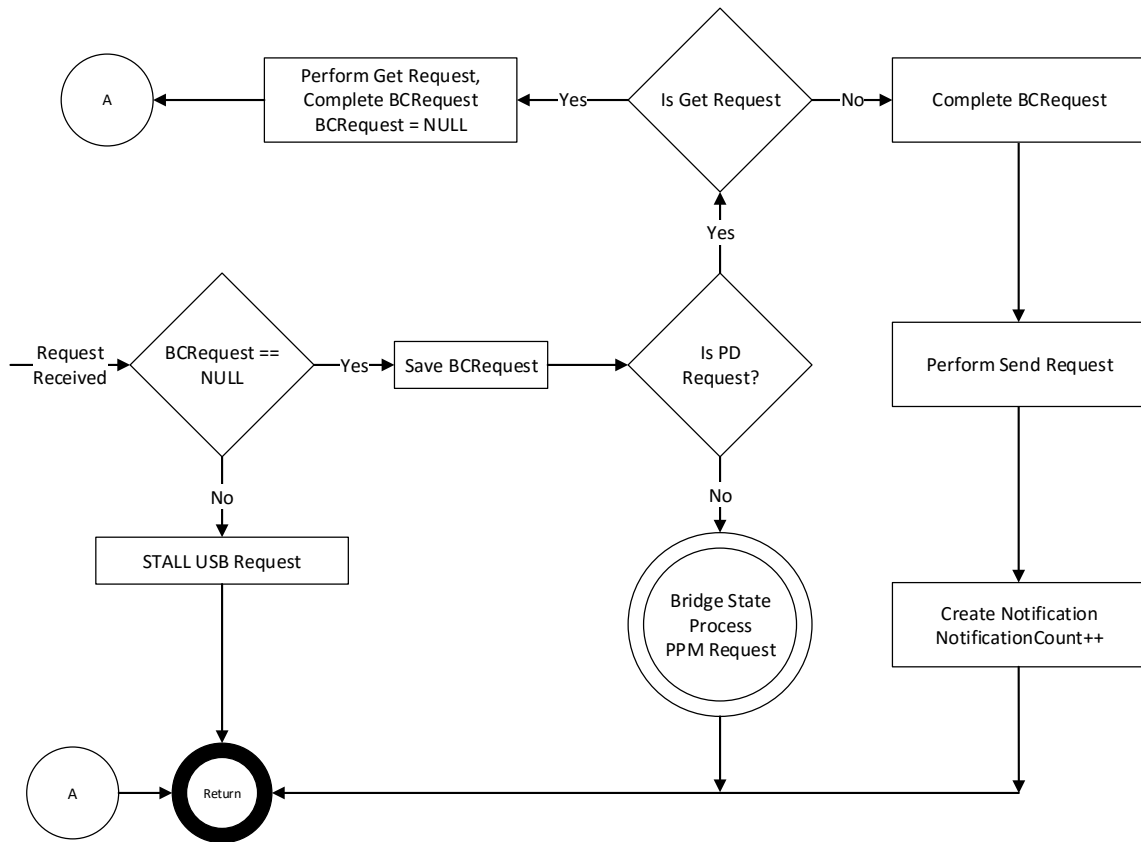 A
Perform Get Request,
Complete BCRequest
BCRequest = NULL
Yes
Is Get Request
No
Complete BCRequest
Yes
Request
Received
BCRequest ==
NULL
Yes
Save BCRequest
Is PD
Request?
Perform Send Request
No
No
STALL USB Request
Bridge State
Process
PPM Request
Create Notification
NotificationCount++
A
Return